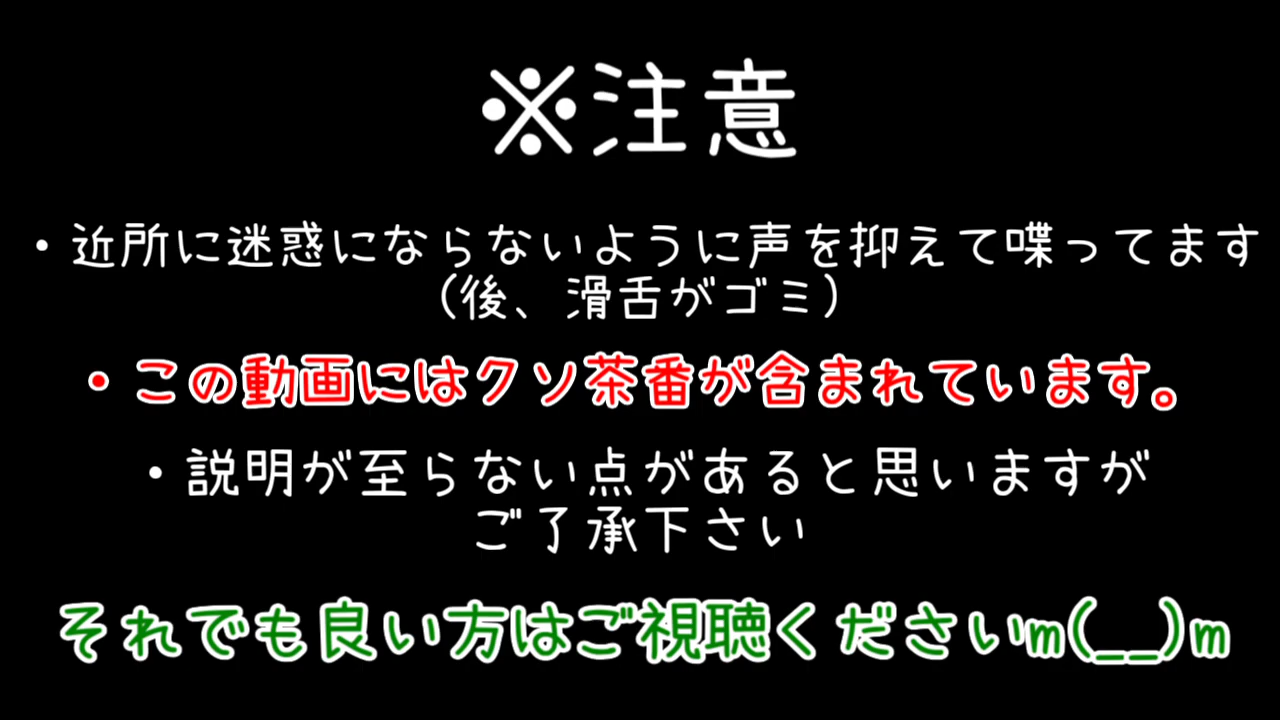 ※注意
・近所に迷惑にならないように声を抑えて喋ってます
(後、滑舌がゴミ)
・この動画にはクソ茶番が含まれています。
・説明が至らない点があると思いますが
ご了承下さい
それでも良い方はご視聴くださいm(__)m